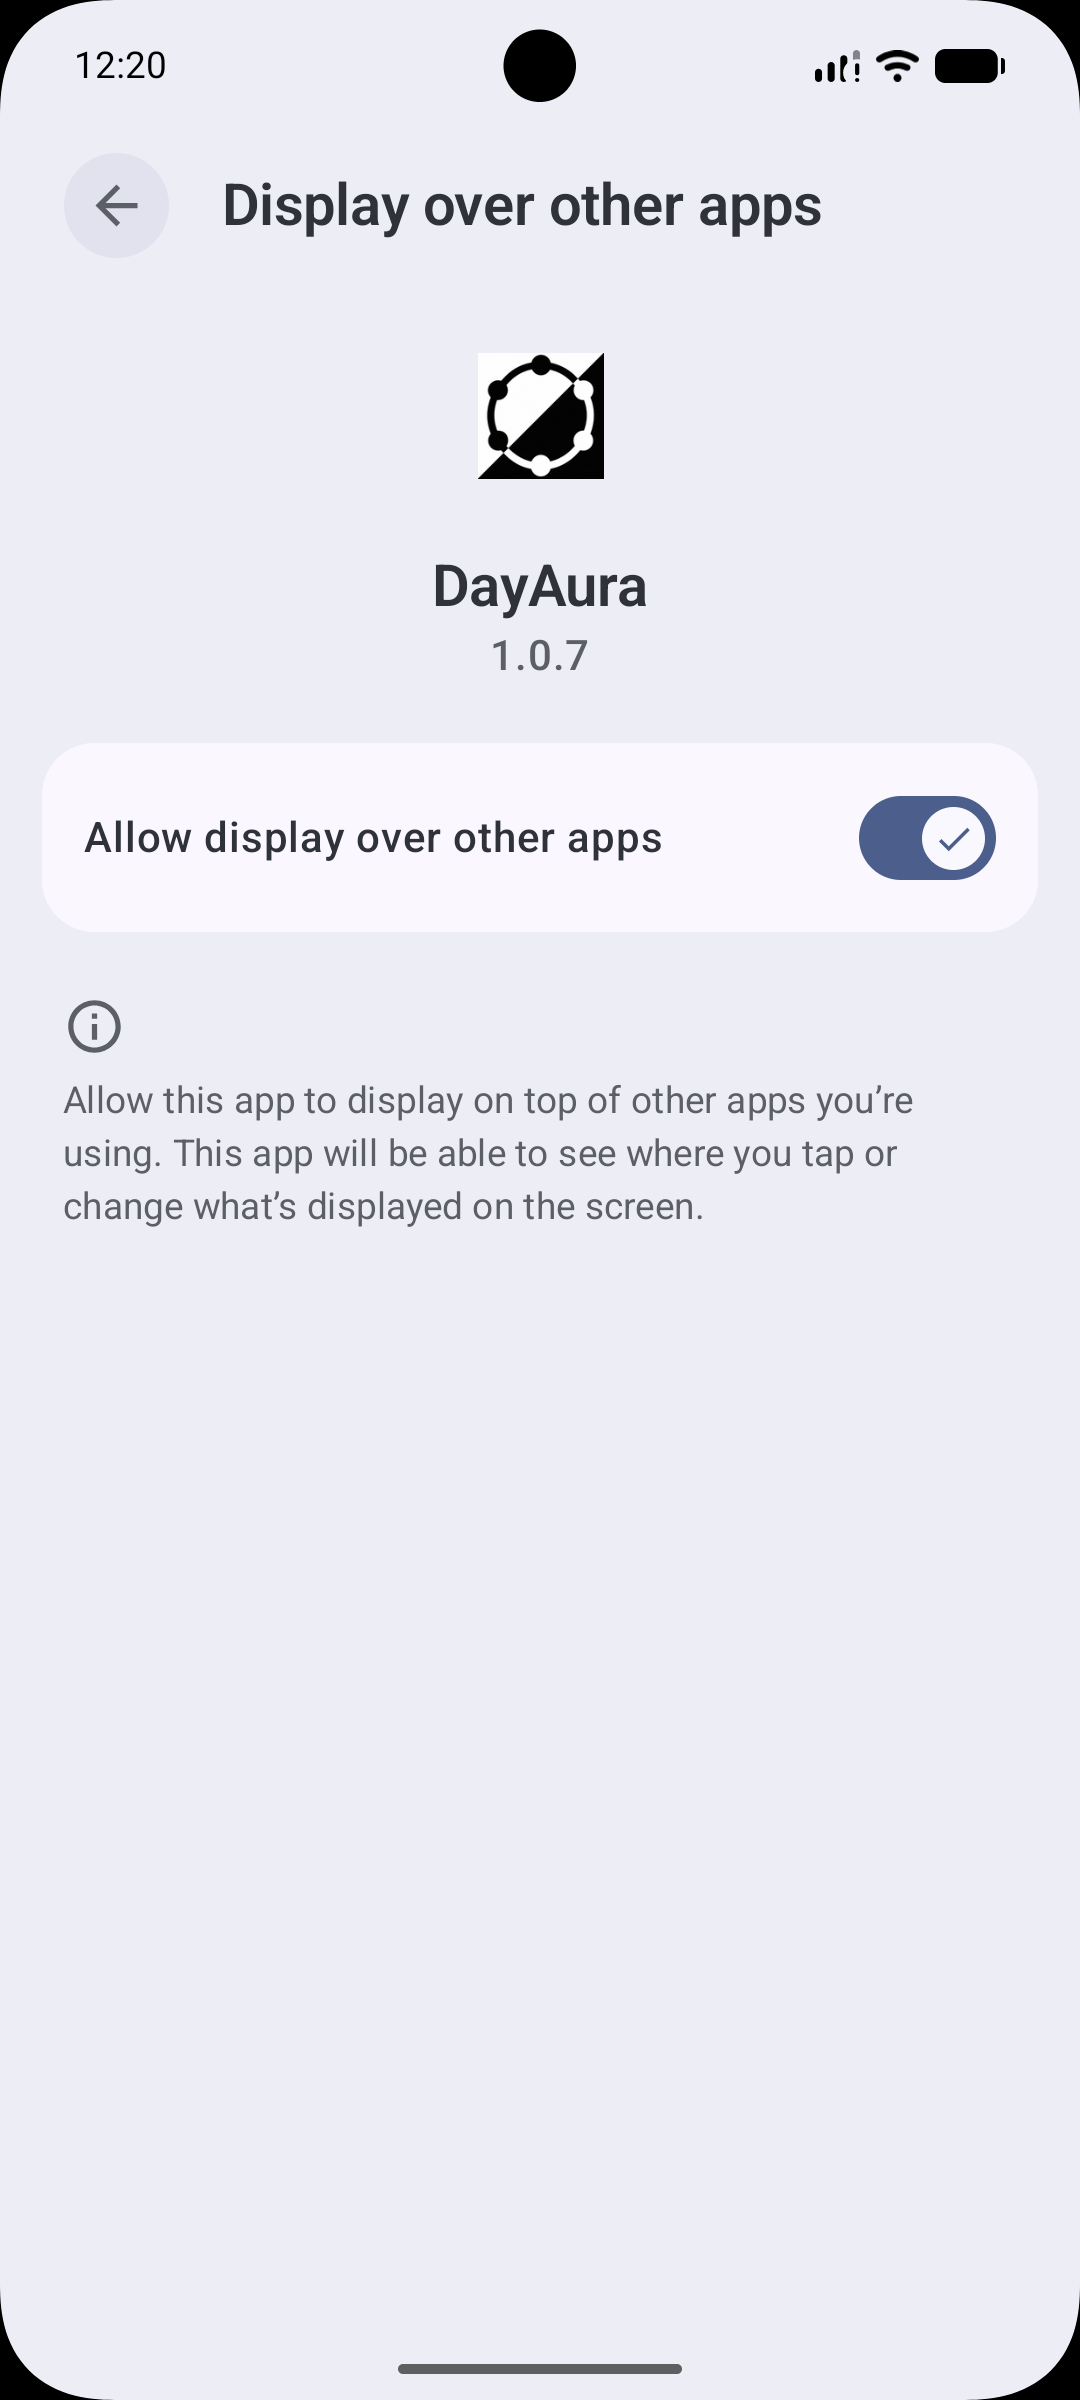 12:20
Display over other apps
DayAura
1.0.7
Allow display over other apps
Allow this app to display on top of other apps you’re
using. This app will be able to see where you tap or
change what’s displayed on the screen.